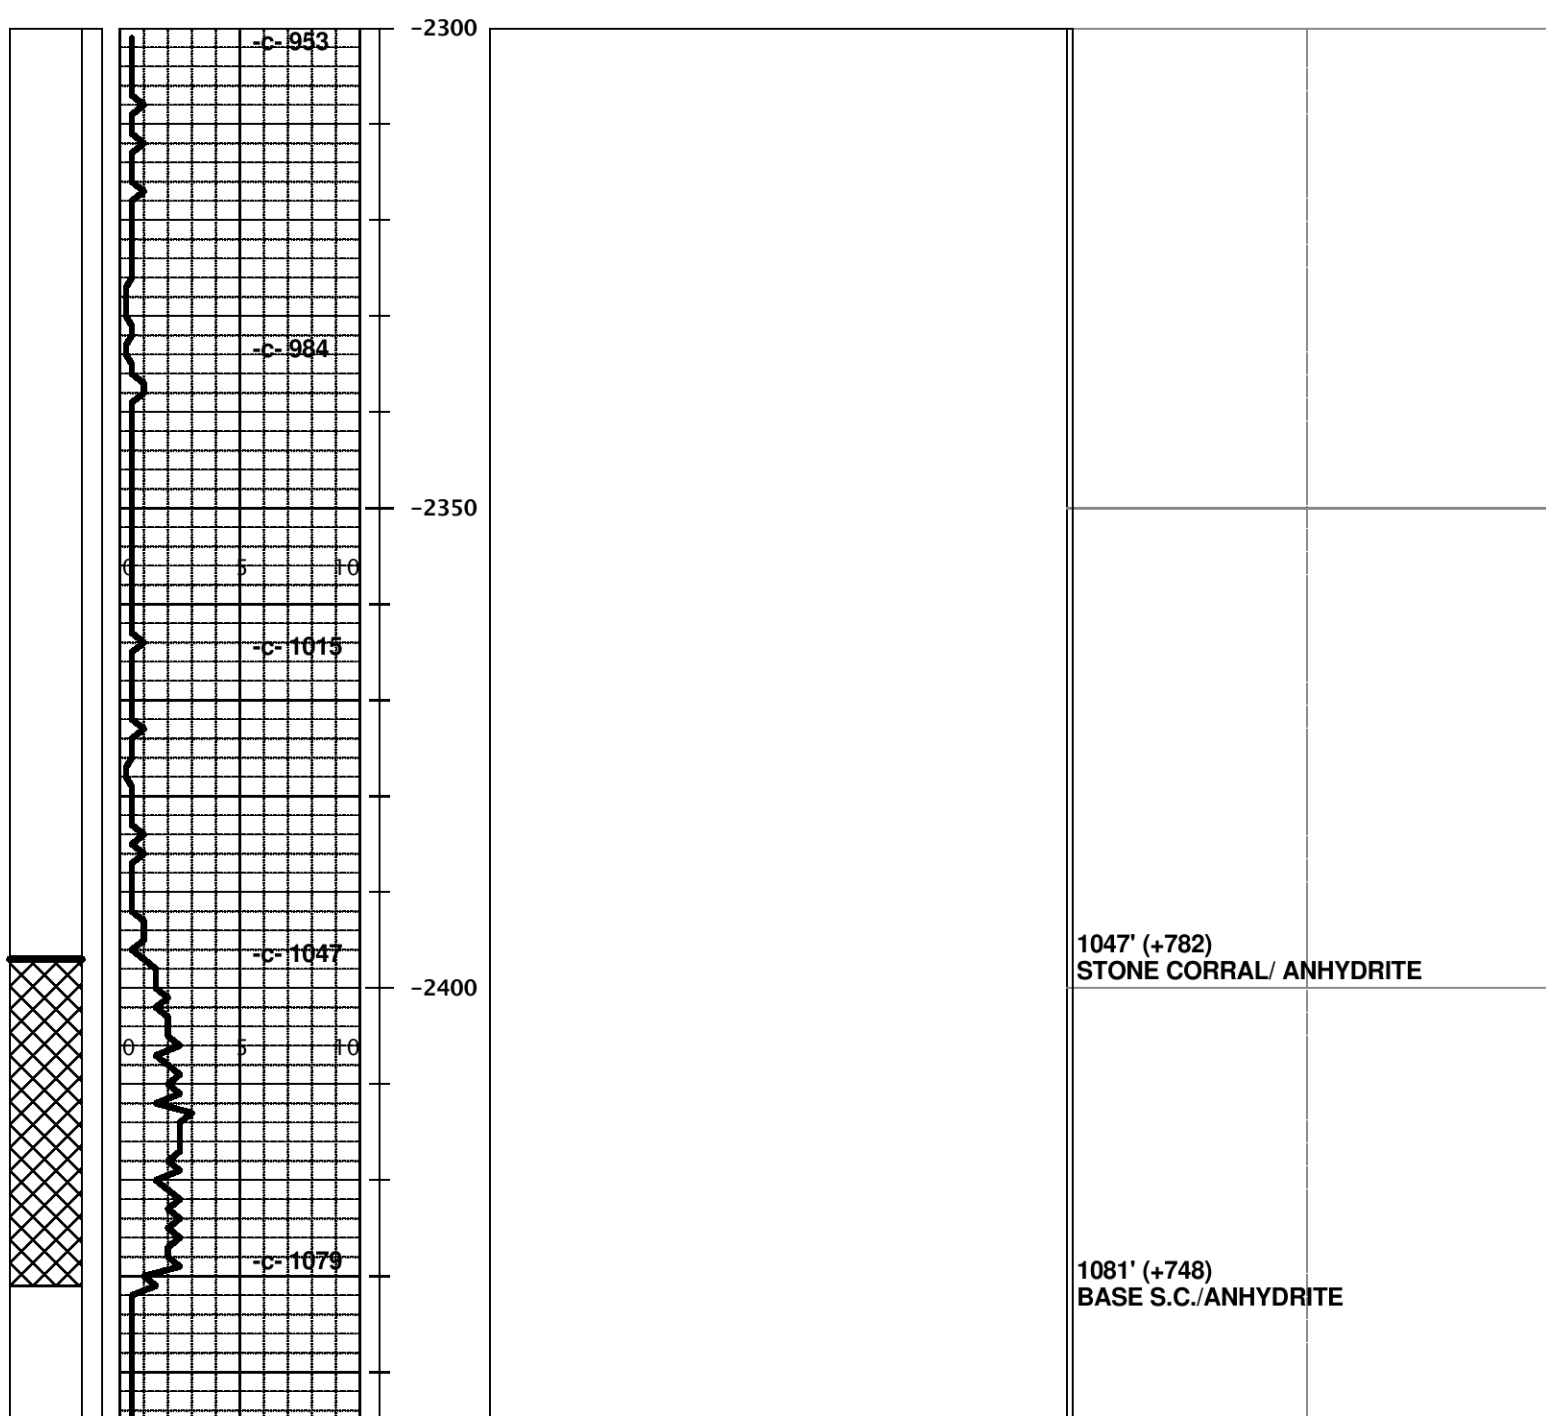 -2300
-c- 953
-c- 984
-2350
0 5 10
-c- 1015
1047' (+782)
-c- 1047
STONE CORRAL/ ANHYDRITE
-2400
0 5 10
-c- 1079
1081' (+748)
BASE S.C./ANHYDRITE